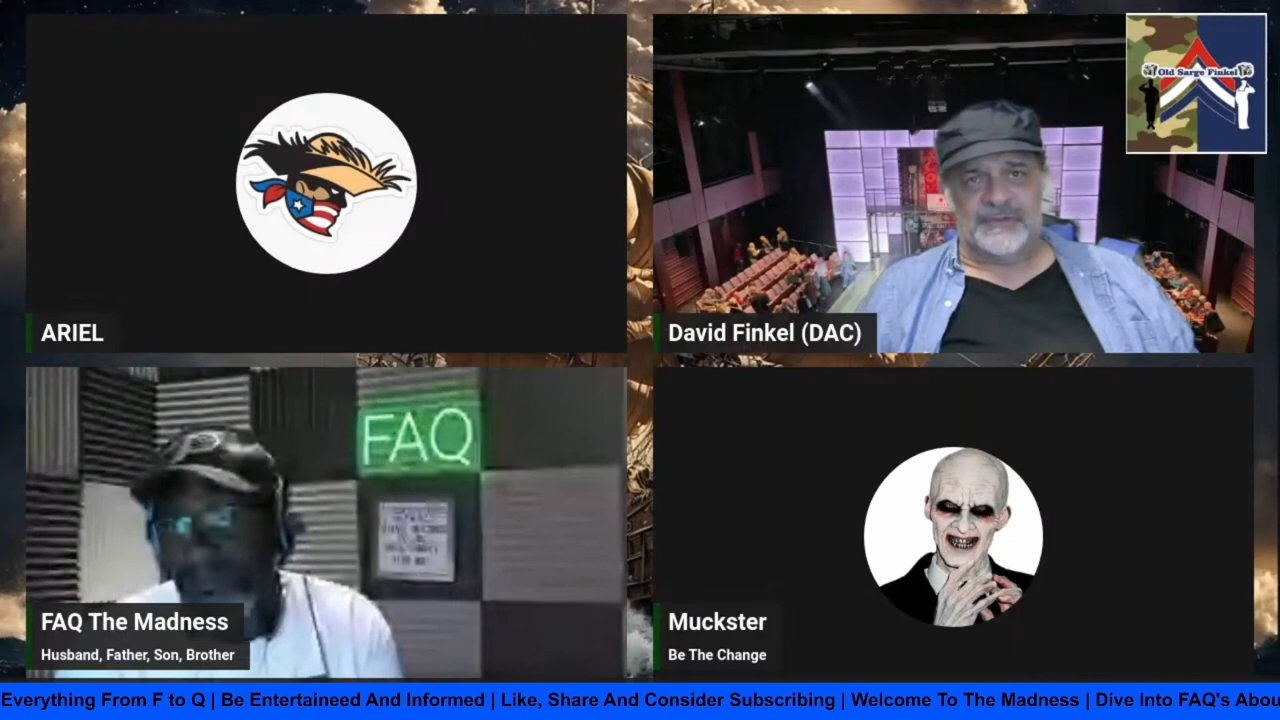 Old Sarge Finkel
ARIEL
David Finkel (DAC)
FAQ
FAQ The Madness
Husband, Father, Son, Brother
Muckster
Be The Change
Everything From F to Q | Be Entertaineed And Informed | Like, Share And Consider Subscribing | Welcome To The Madness | Dive Into FAQ's Abou